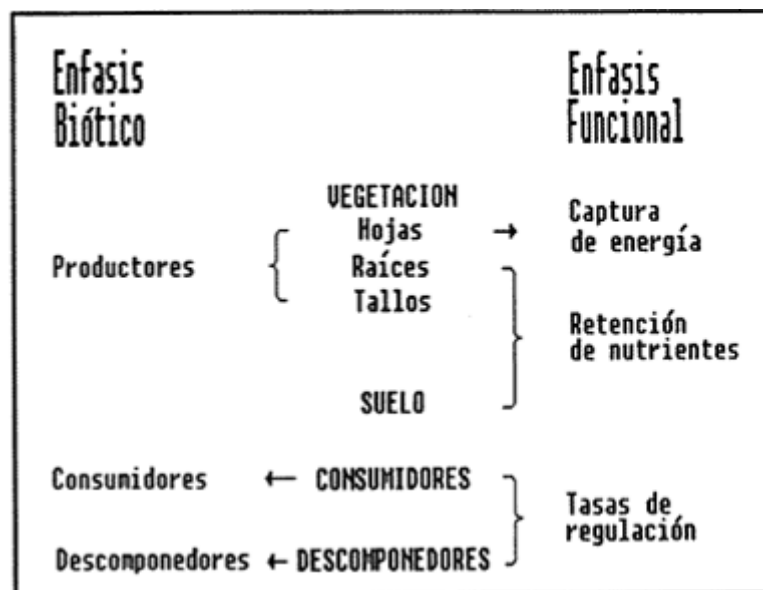 Enfasis
Biótico
Enfasis
Funcional
VEGETACION
Hojas → Captura
de energía
Productores { Raíces
Tallos
Retención
de nutrientes
SUELO
Consumidores ← CONSUMIDORES
Tasas de
regulación
Descomponedores ← DESCOMPONEDORES